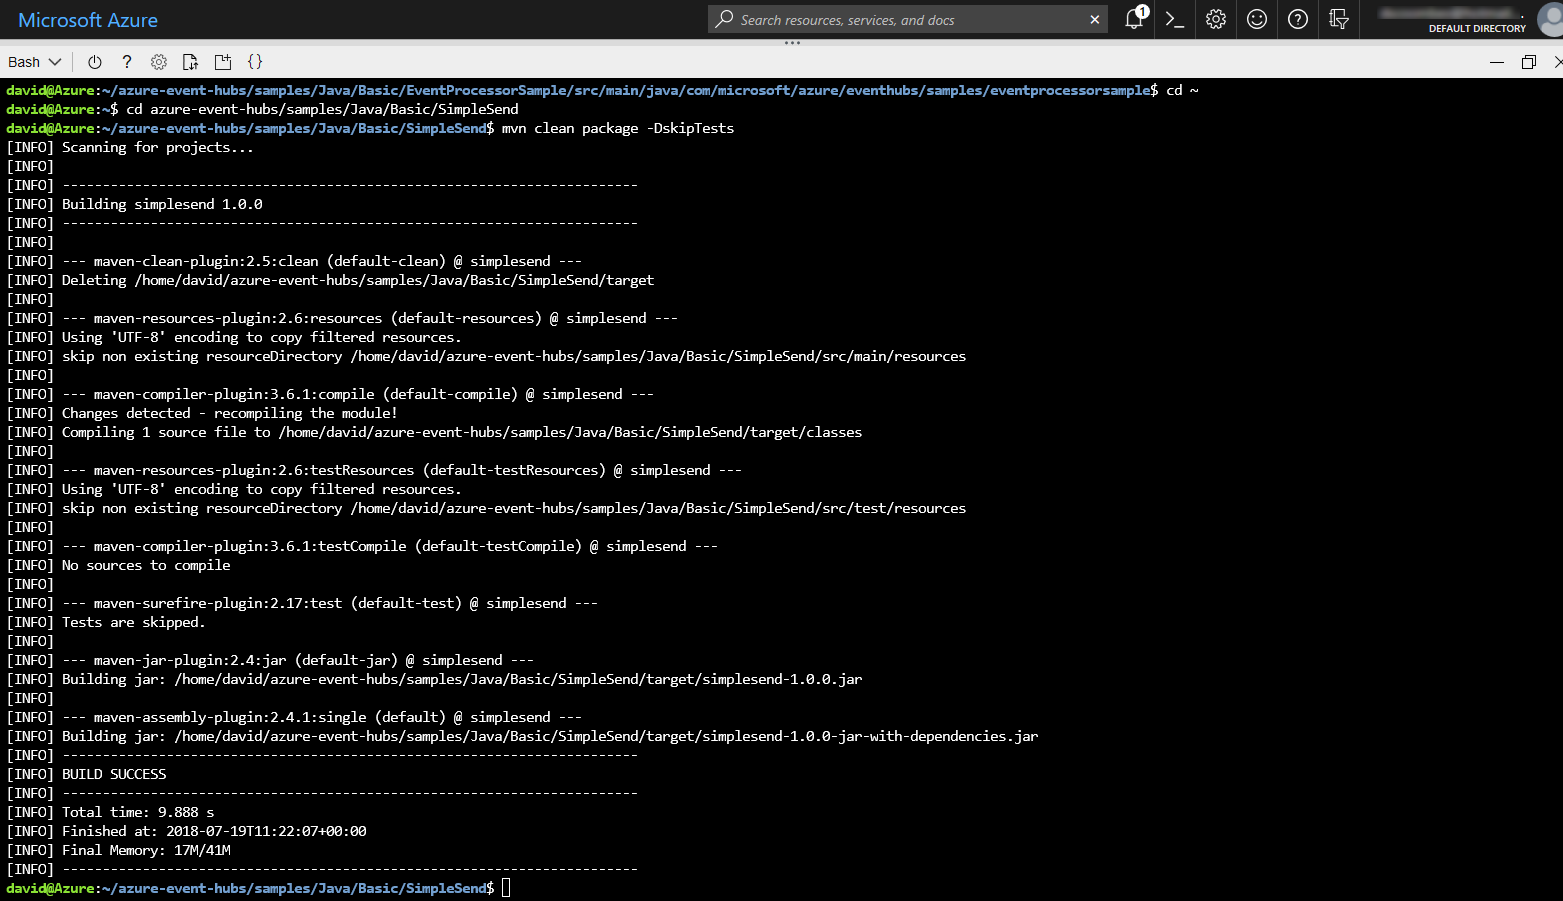 Microsoft Azure
Search resources, services, and docs
1
DEFAULT DIRECTORY
Bash
david@Azure:~/azure-event-hubs/samples/Java/Basic/EventProcessorSample/src/main/java/com/microsoft/azure/eventhubs/samples/eventprocessorsample$ cd ~
david@Azure:~$ cd azure-event-hubs/samples/Java/Basic/SimpleSend
david@Azure:~/azure-event-hubs/samples/Java/Basic/SimpleSend$ mvn clean package -DskipTests
[INFO] Scanning for projects...
[INFO]
[INFO] ------------------------------------------------------------------------
[INFO] Building simplesend 1.0.0
[INFO] ------------------------------------------------------------------------
[INFO]
[INFO] --- maven-clean-plugin:2.5:clean (default-clean) @ simplesend ---
[INFO] Deleting /home/david/azure-event-hubs/samples/Java/Basic/SimpleSend/target
[INFO]
[INFO] --- maven-resources-plugin:2.6:resources (default-resources) @ simplesend ---
[INFO] Using 'UTF-8' encoding to copy filtered resources.
[INFO] skip non existing resourceDirectory /home/david/azure-event-hubs/samples/Java/Basic/SimpleSend/src/main/resources
[INFO]
[INFO] --- maven-compiler-plugin:3.6.1:compile (default-compile) @ simplesend ---
[INFO] Changes detected - recompiling the module!
[INFO] Compiling 1 source file to /home/david/azure-event-hubs/samples/Java/Basic/SimpleSend/target/classes
[INFO]
[INFO] --- maven-resources-plugin:2.6:testResources (default-testResources) @ simplesend ---
[INFO] Using 'UTF-8' encoding to copy filtered resources.
[INFO] skip non existing resourceDirectory /home/david/azure-event-hubs/samples/Java/Basic/SimpleSend/src/test/resources
[INFO]
[INFO] --- maven-compiler-plugin:3.6.1:testCompile (default-testCompile) @ simplesend ---
[INFO] No sources to compile
[INFO]
[INFO] --- maven-surefire-plugin:2.17:test (default-test) @ simplesend ---
[INFO] Tests are skipped.
[INFO]
[INFO] --- maven-jar-plugin:2.4:jar (default-jar) @ simplesend ---
[INFO] Building jar: /home/david/azure-event-hubs/samples/Java/Basic/SimpleSend/target/simplesend-1.0.0.jar
[INFO]
[INFO] --- maven-assembly-plugin:2.4.1:single (default) @ simplesend ---
[INFO] Building jar: /home/david/azure-event-hubs/samples/Java/Basic/SimpleSend/target/simplesend-1.0.0-jar-with-dependencies.jar
[INFO] ------------------------------------------------------------------------
[INFO] BUILD SUCCESS
[INFO] ------------------------------------------------------------------------
[INFO] Total time: 9.888 s
[INFO] Finished at: 2018-07-19T11:22:07+00:00
[INFO] Final Memory: 17M/41M
[INFO] ------------------------------------------------------------------------
david@Azure:~/azure-event-hubs/samples/Java/Basic/SimpleSend$